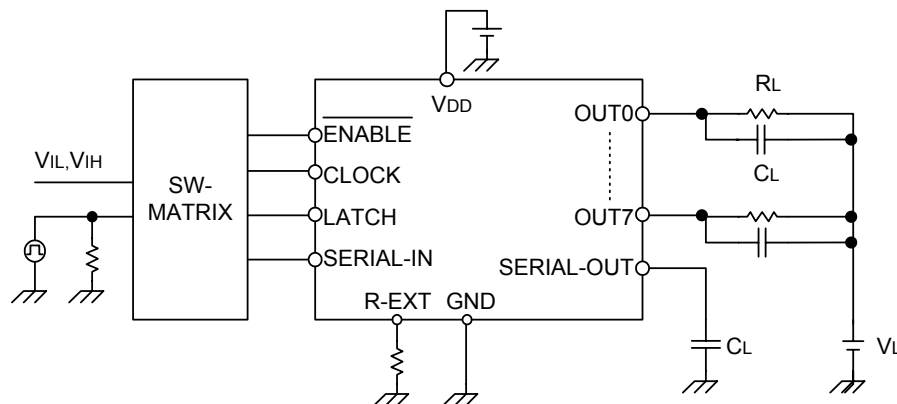 VDD
RL
OUT0
ENABLE
VIL,VIH
CLOCK
CL
SW-
MATRIX
LATCH
OUT7
SERIAL-IN
SERIAL-OUT
R-EXT
GND
CL
VL